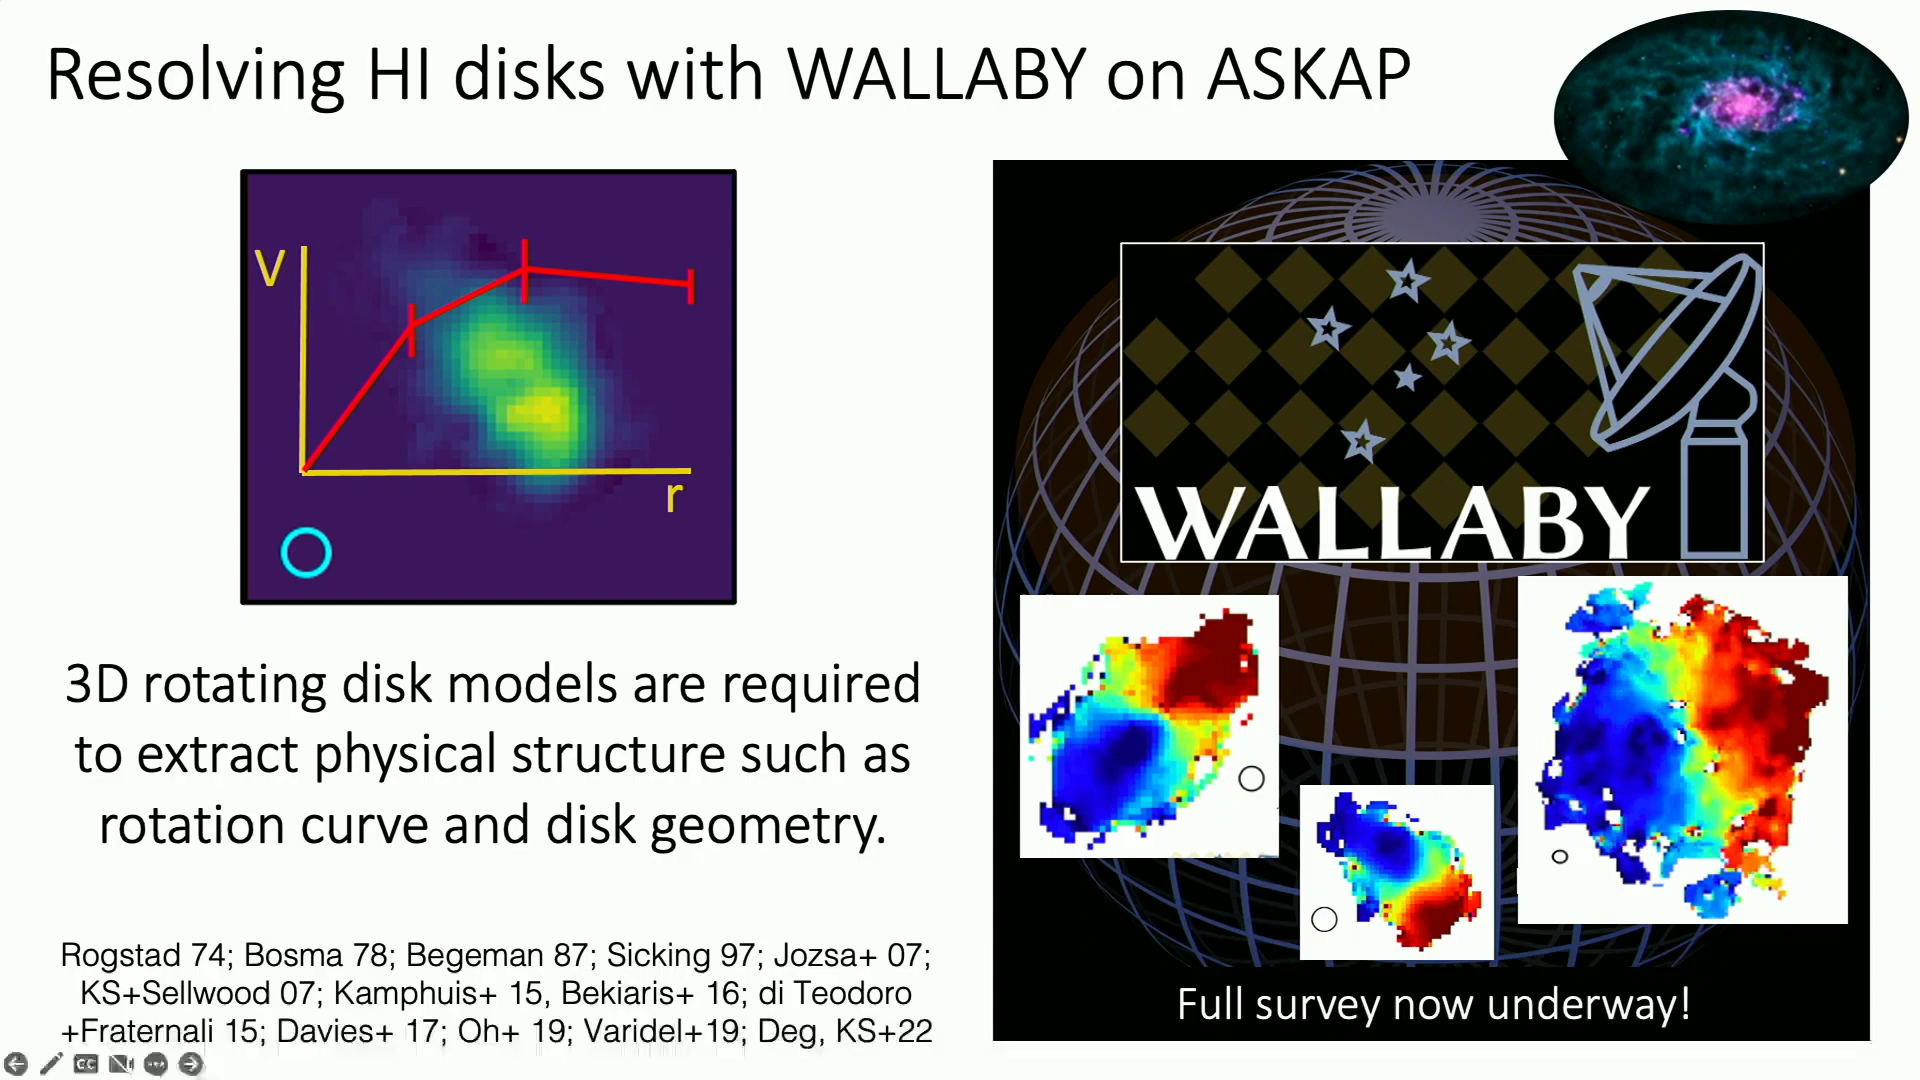 Resolving HI disks with WALLABY on ASKAP
V
r
3D rotating disk models are required
to extract physical structure such as
rotation curve and disk geometry.
Rogstad 74; Bosma 78; Begeman 87; Sicking 97; Jozsa+ 07;
KS+Sellwood 07; Kamphuis+ 15, Bekiaris+ 16; di Teodoro
+Fraternali 15; Davies+ 17; Oh+ 19; Varidel+19; Deg, KS+22
WALLABY
Full survey now underway!
CC